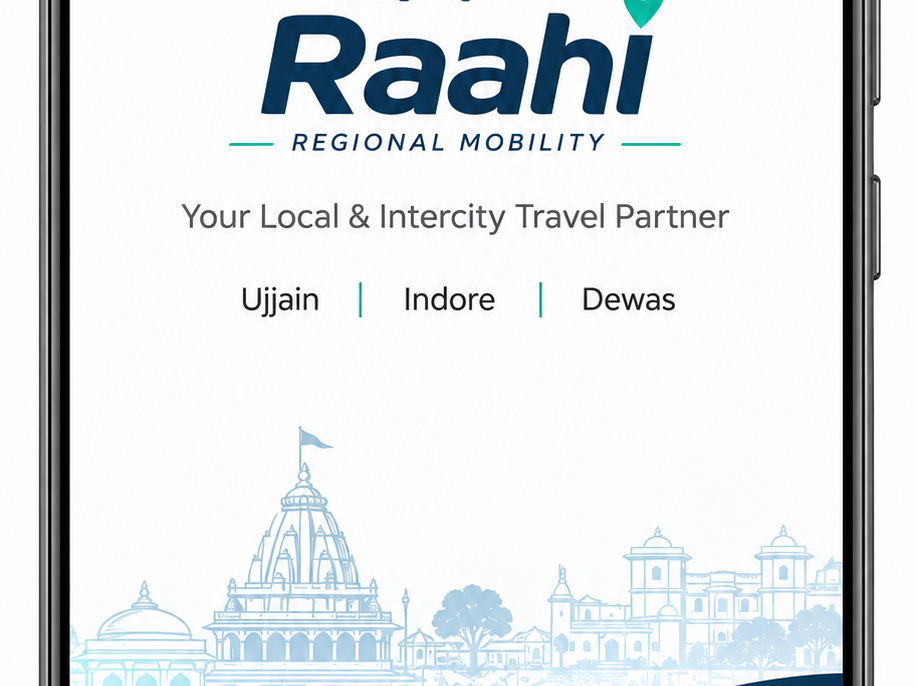 Raahi
REGIONAL MOBILITY
Your Local & Intercity Travel Partner
Ujjain | Indore | Dewas